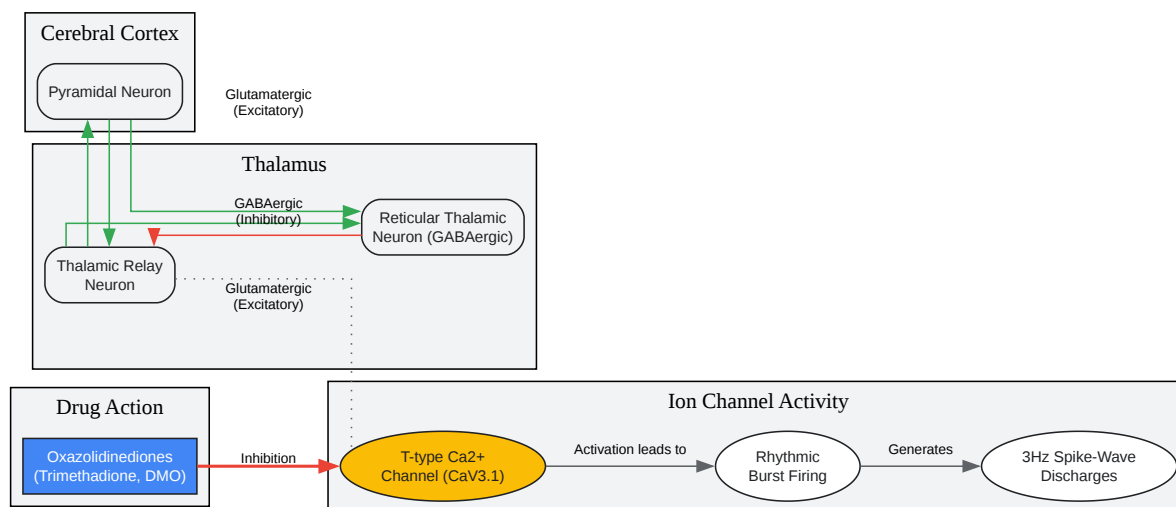 Cerebral Cortex
Pyramidal Neuron
Glutamatergic
(Excitatory)
Thalamus
GABAergic
(Inhibitory)
Reticular Thalamic
Neuron (GABAergic)
Thalamic Relay
Neuron
Glutamatergic
(Excitatory)
Drug Action
Oxazolidinediones
(Trimethadione, DMO)
Inhibition
Ion Channel Activity
T-type Ca2+
Channel (CaV3.1)
Activation leads to
Rhythmic
Burst Firing
Generates
3Hz Spike-Wave
Discharges